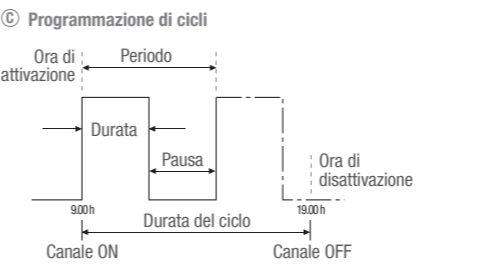 Ⓒ Programmazione di cicli
Ora di
attivazione
Periodo
Durata
Pausa
Ora di
disattivazione
9.00 h
19.00 h
Durata del ciclo
Canale ON
Canale OFF